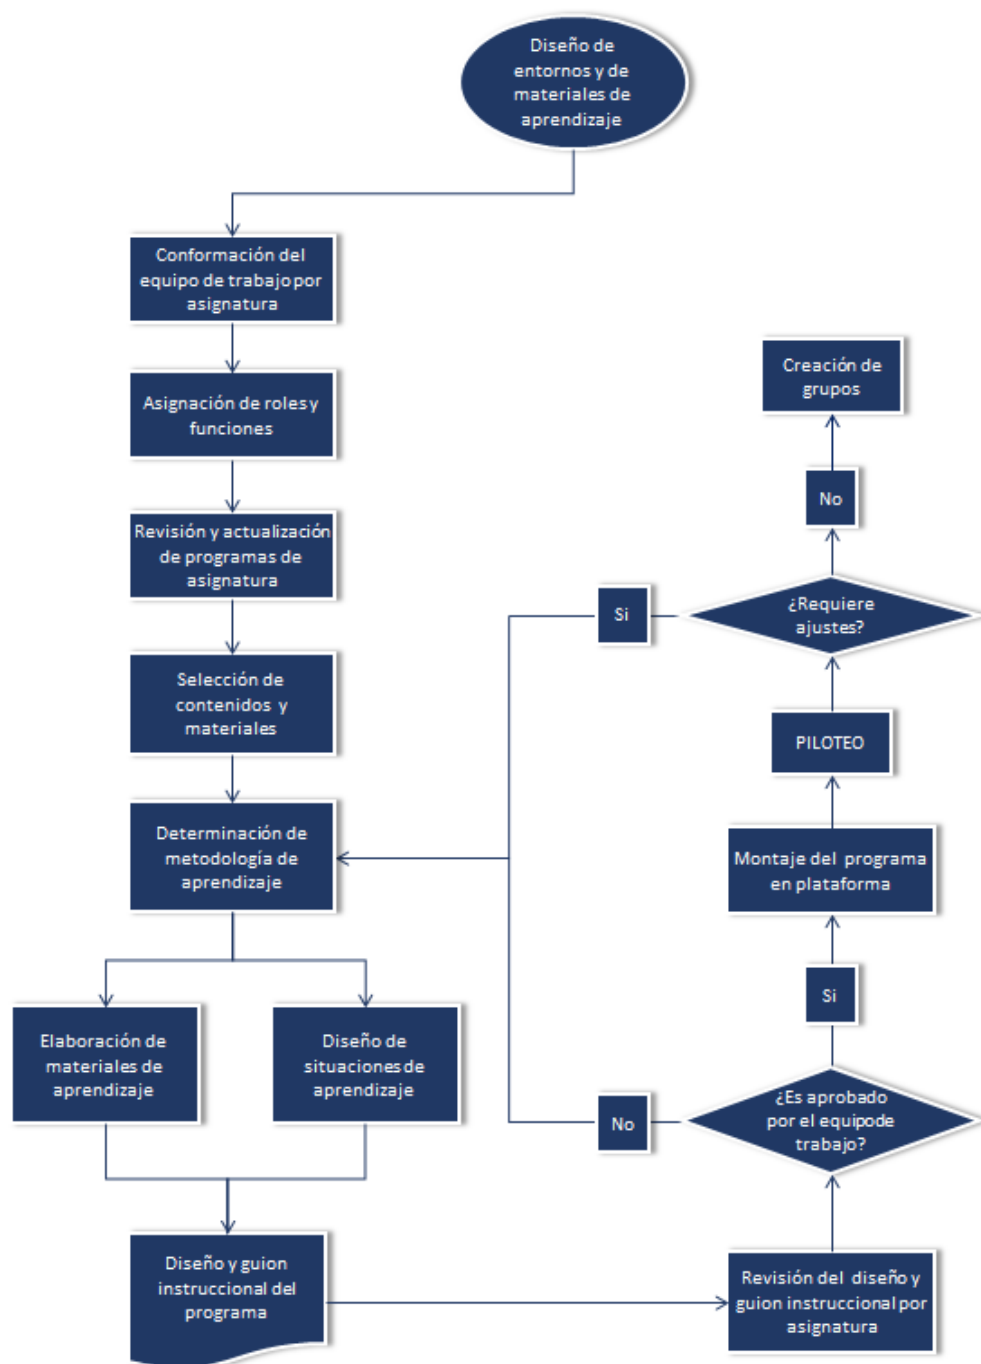 Diseño de
entornos y de
materiales de
aprendizaje
Conformación del
equipo de trabajo por
asignatura
Asignación de roles y
funciones
Revisión y actualización
de programas de
asignatura
Selección de
contenidos y
materiales
Determinación de
metodología de
aprendizaje
Elaboración de
materiales de
aprendizaje
Diseño de
situaciones de
aprendizaje
Diseño y guion
instruccional del
programa
Revisión del diseño y
guion instruccional por
asignatura
¿Es aprobado
por el equipode
trabajo?
No
Si
Montaje del programa
en plataforma
PILOTEO
¿Requiere
ajustes?
Si
No
Creación de
grupos